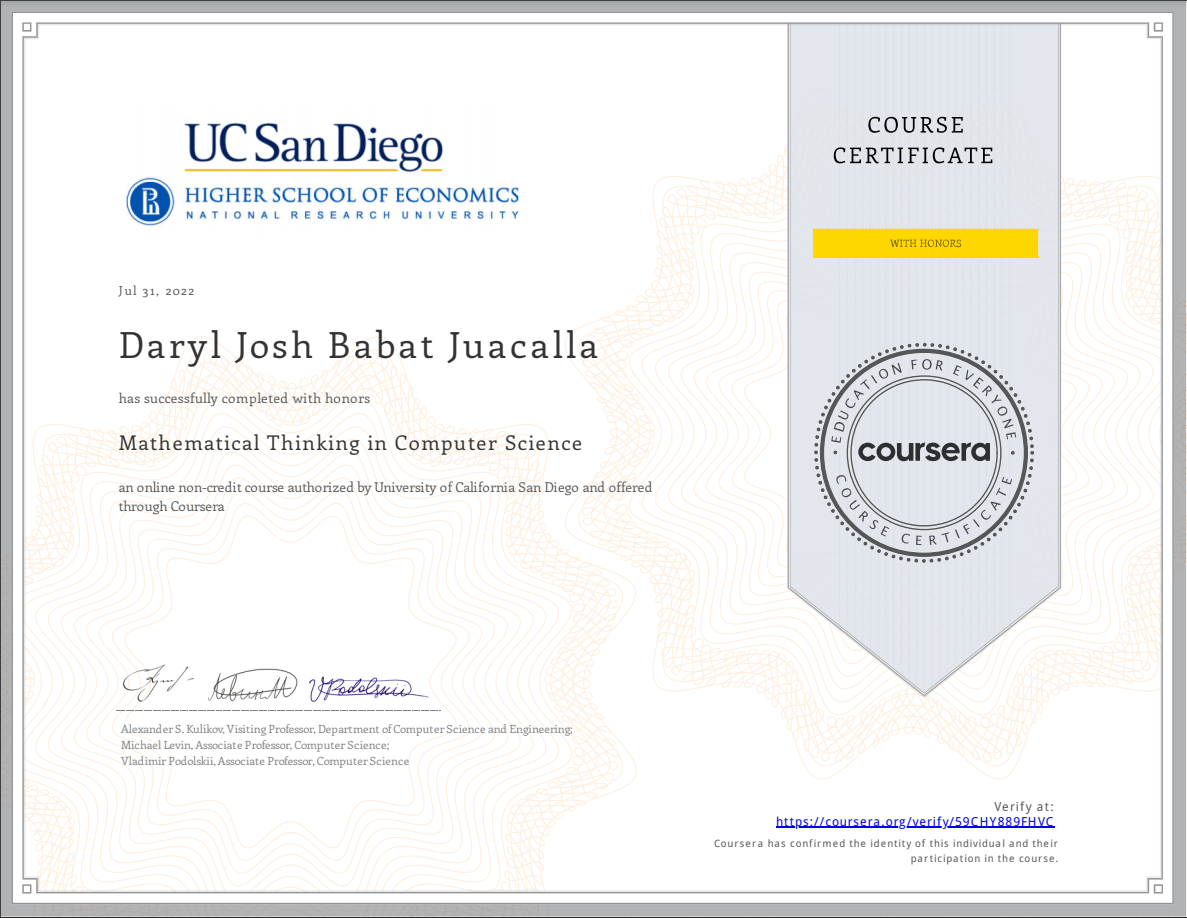 UC San Diego
HIGHER SCHOOL OF ECONOMICS
NATIONAL RESEARCH UNIVERSITY
COURSE
CERTIFICATE
WITH HONORS
Jul 31, 2022
Daryl Josh Babat Juacalla
has successfully completed with honors
Mathematical Thinking in Computer Science
an online non-credit course authorized by University of California San Diego and offered
through Coursera
EDUCATION FOR EVERYONE
coursera
COURSE CERTIFICATE
VPodolskii
Alexander S. Kulikov, Visiting Professor, Department of Computer Science and Engineering;
Michael Levin, Associate Professor, Computer Science;
Vladimir Podolskii, Associate Professor, Computer Science
Verify at:
https://coursera.org/verify/59CHY889FHVC
Coursera has confirmed the identity of this individual and their
participation in the course.